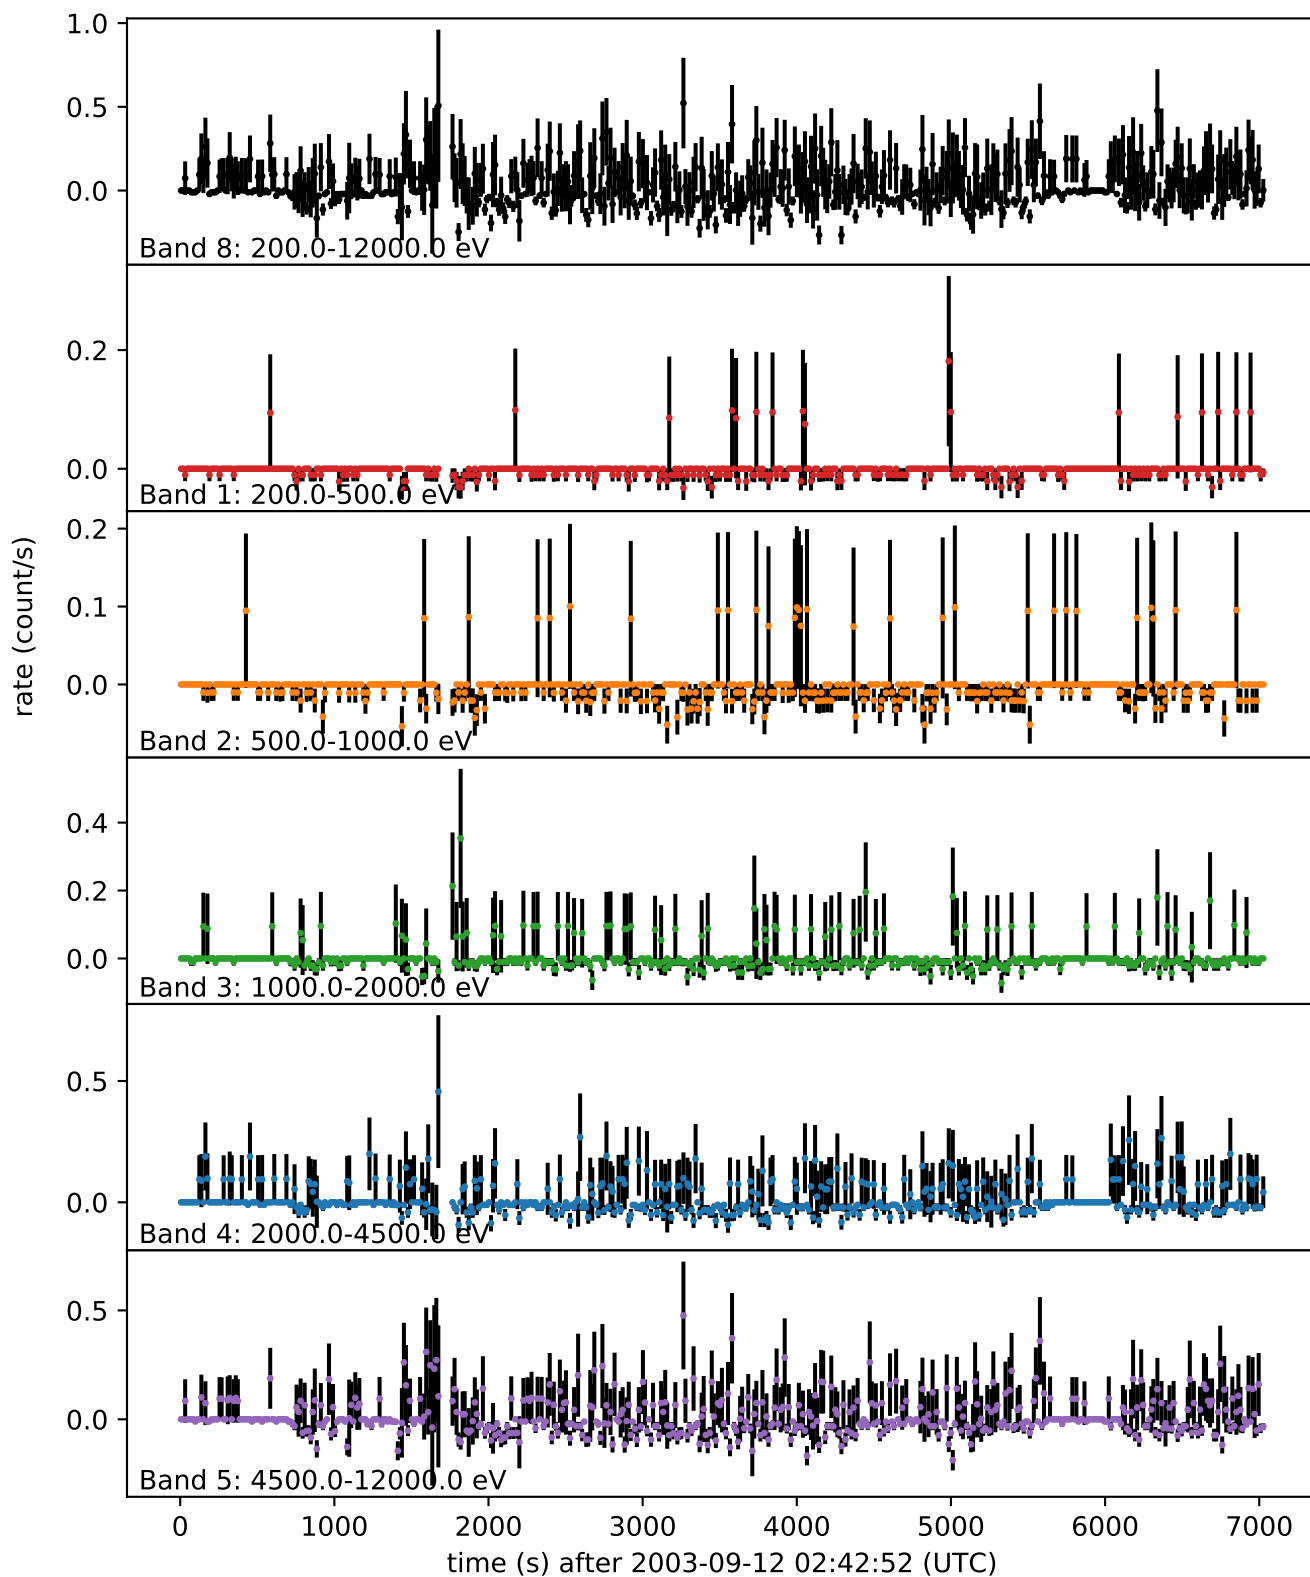 1.0
0.5
0.0
Band 8: 200.0-12000.0 eV
0.2
0.0
Band 1: 200.0-500.0 eV
0.2
0.1
0.0
Band 2: 500.0-1000.0 eV
0.4
0.2
0.0
Band 3: 1000.0-2000.0 eV
0.5
0.0
Band 4: 2000.0-4500.0 eV
0.5
0.0
Band 5: 4500.0-12000.0 eV
rate (count/s)
0 1000 2000 3000 4000 5000 6000 7000
time (s) after 2003-09-12 02:42:52 (UTC)